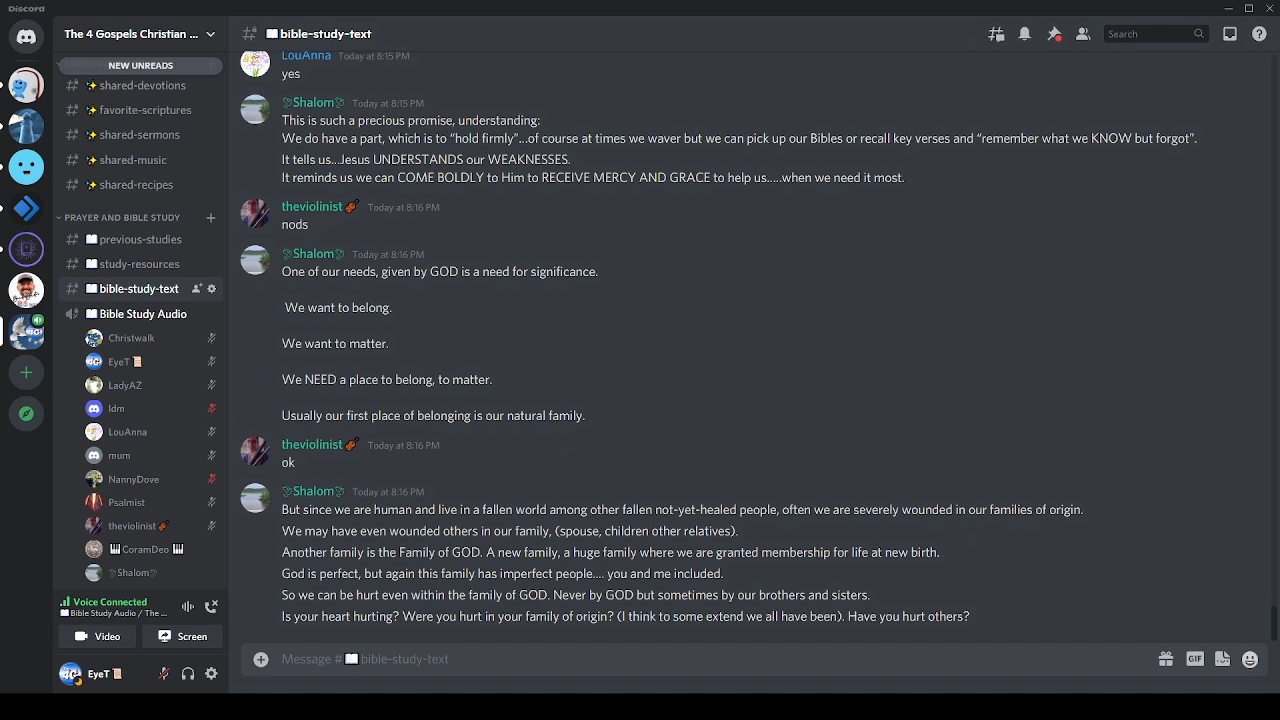 Discord
The 4 Gospels Christian ...
bible-study-text
Search
NEW UNREADS
shared-devotions
favorite-scriptures
shared-sermons
shared-music
shared-recipes
PRAYER AND BIBLE STUDY
previous-studies
study-resources
bible-study-text
Bible Study Audio
Christwalk
EyeT
LadyAZ
ldm
LouAnna
mum
NannyDove
Psalmist
theviolinist
CoramDeo
Shalom
Voice Connected
Bible Study Audio / The ...
Video
Screen
EyeT
LouAnna Today at 8:15 PM
yes
Shalom Today at 8:15 PM
This is such a precious promise, understanding:
We do have a part, which is to “hold firmly”...of course at times we waver but we can pick up our Bibles or recall key verses and “remember what we KNOW but forgot”.
It tells us...Jesus UNDERSTANDS our WEAKNESSES.
It reminds us we can COME BOLDLY to Him to RECEIVE MERCY AND GRACE to help us.....when we need it most.
theviolinist Today at 8:16 PM
nods
Shalom Today at 8:16 PM
One of our needs, given by GOD is a need for significance.
We want to belong.
We want to matter.
We NEED a place to belong, to matter.
Usually our first place of belonging is our natural family.
theviolinist Today at 8:16 PM
ok
Shalom Today at 8:16 PM
But since we are human and live in a fallen world among other fallen not-yet-healed people, often we are severely wounded in our families of origin.
We may have even wounded others in our family, (spouse, children other relatives).
Another family is the Family of GOD. A new family, a huge family where we are granted membership for life at new birth.
God is perfect, but again this family has imperfect people.... you and me included.
So we can be hurt even within the family of GOD. Never by GOD but sometimes by our brothers and sisters.
Is your heart hurting? Were you hurt in your family of origin? (I think to some extend we all have been). Have you hurt others?
Message # bible-study-text
GIF